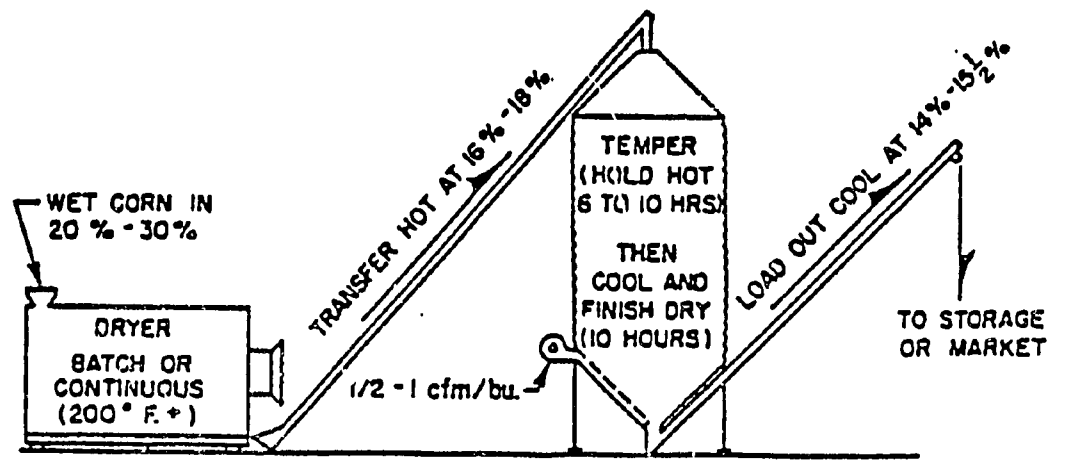 WET CORN IN
20 % - 30%
DRYER
BATCH OR
CONTINUOUS
(200° F. +)
TRANSFER HOT AT 16% - 18%
TEMPER
(HOLD HOT
6 TO 10 HRS)
THEN
COOL AND
FINISH DRY
(10 HOURS)
1/2 - 1 cfm/bu.
LOAD OUT COOL AT 14% - 15 1/2 %
TO STORAGE
OR MARKET